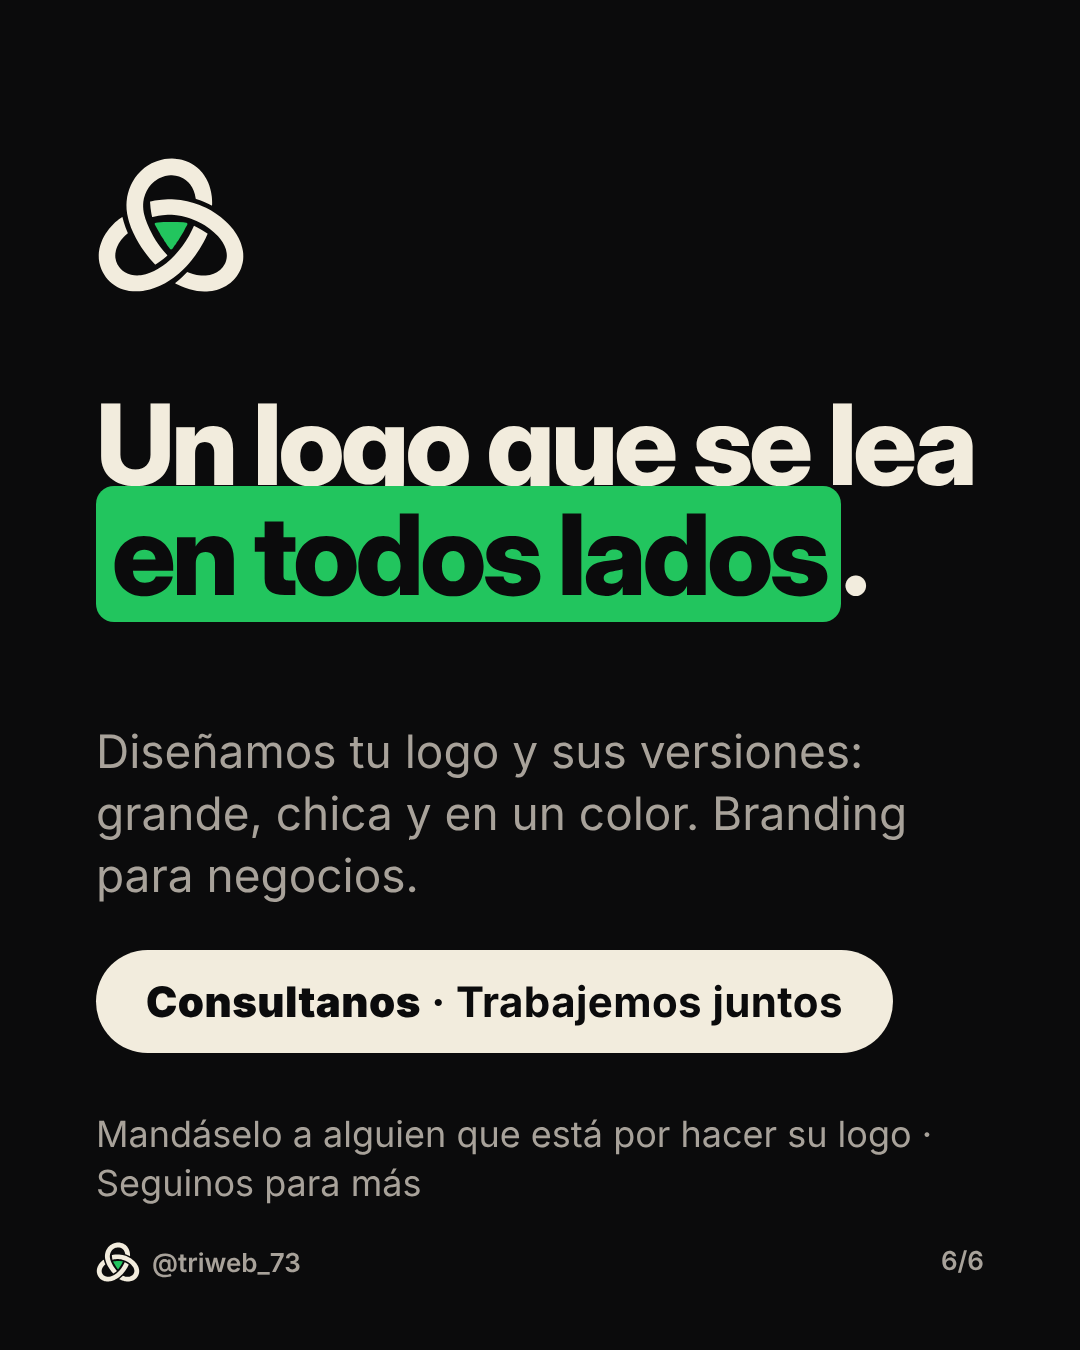 Un logo que se lea
en todos lados.
Diseñamos tu logo y sus versiones:
grande, chica y en un color. Branding
para negocios.
Consultanos · Trabajemos juntos
Mandáselo a alguien que está por hacer su logo ·
Seguinos para más
@triweb_73
6/6